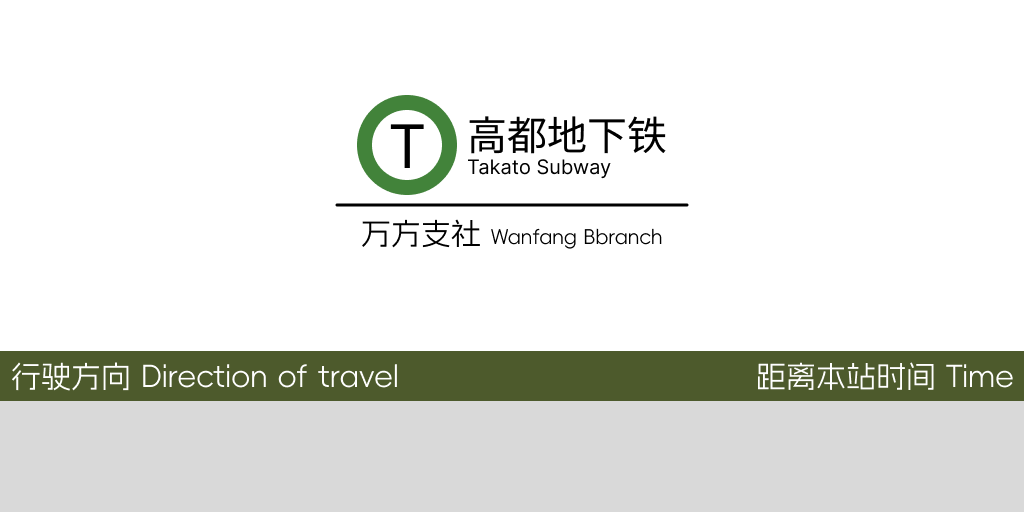 T
高都地下铁
Takato Subway
万方支社 Wanfang Bbranch
行驶方向 Direction of travel
距离本站时间 Time